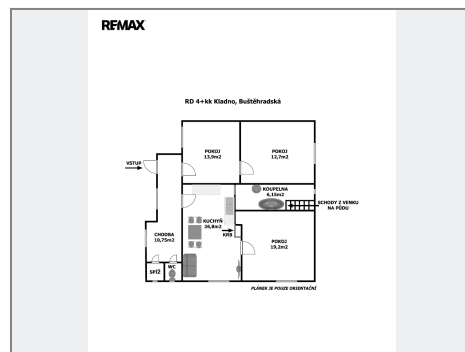 RE/MAX
RD 4+kk Kladno, Buštěhradská
POKOJ
13,9m2
POKOJ
12,7m2
VSTUP
KOUPELNA
6,15m2
SCHODY Z VENKU
NA PŮDU
KUCHYŇ
26,8m2
KRB
CHODBA
10,75m2
POKOJ
19,2m2
SPÍŽ
WC
PLÁNEK JE POUZE ORIENTAČNÍ